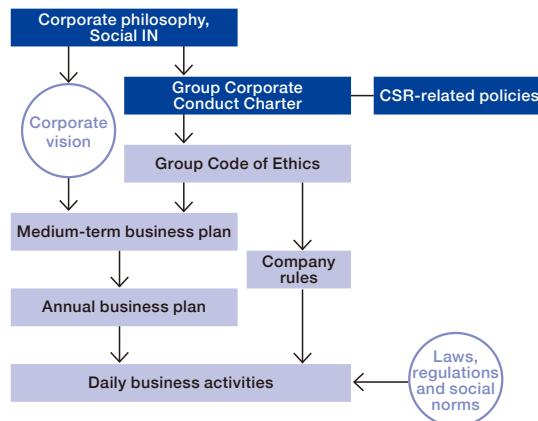 Corporate philosophy,
Social IN
Group Corporate
Conduct Charter
CSR-related policies
Corporate
vision
Group Code of Ethics
Medium-term business plan
Company
rules
Annual business plan
Daily business activities
Laws,
regulations
and social
norms